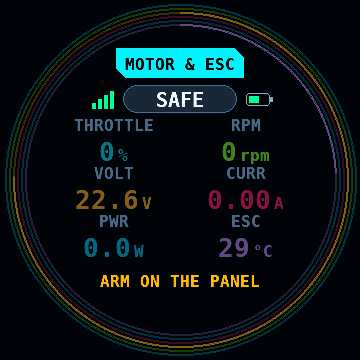 MOTOR & ESC
SAFE
THROTTLE RPM
0% 0rpm
VOLT CURR
22.6V 0.00A
PWR ESC
0.0W 29°C
ARM ON THE PANEL